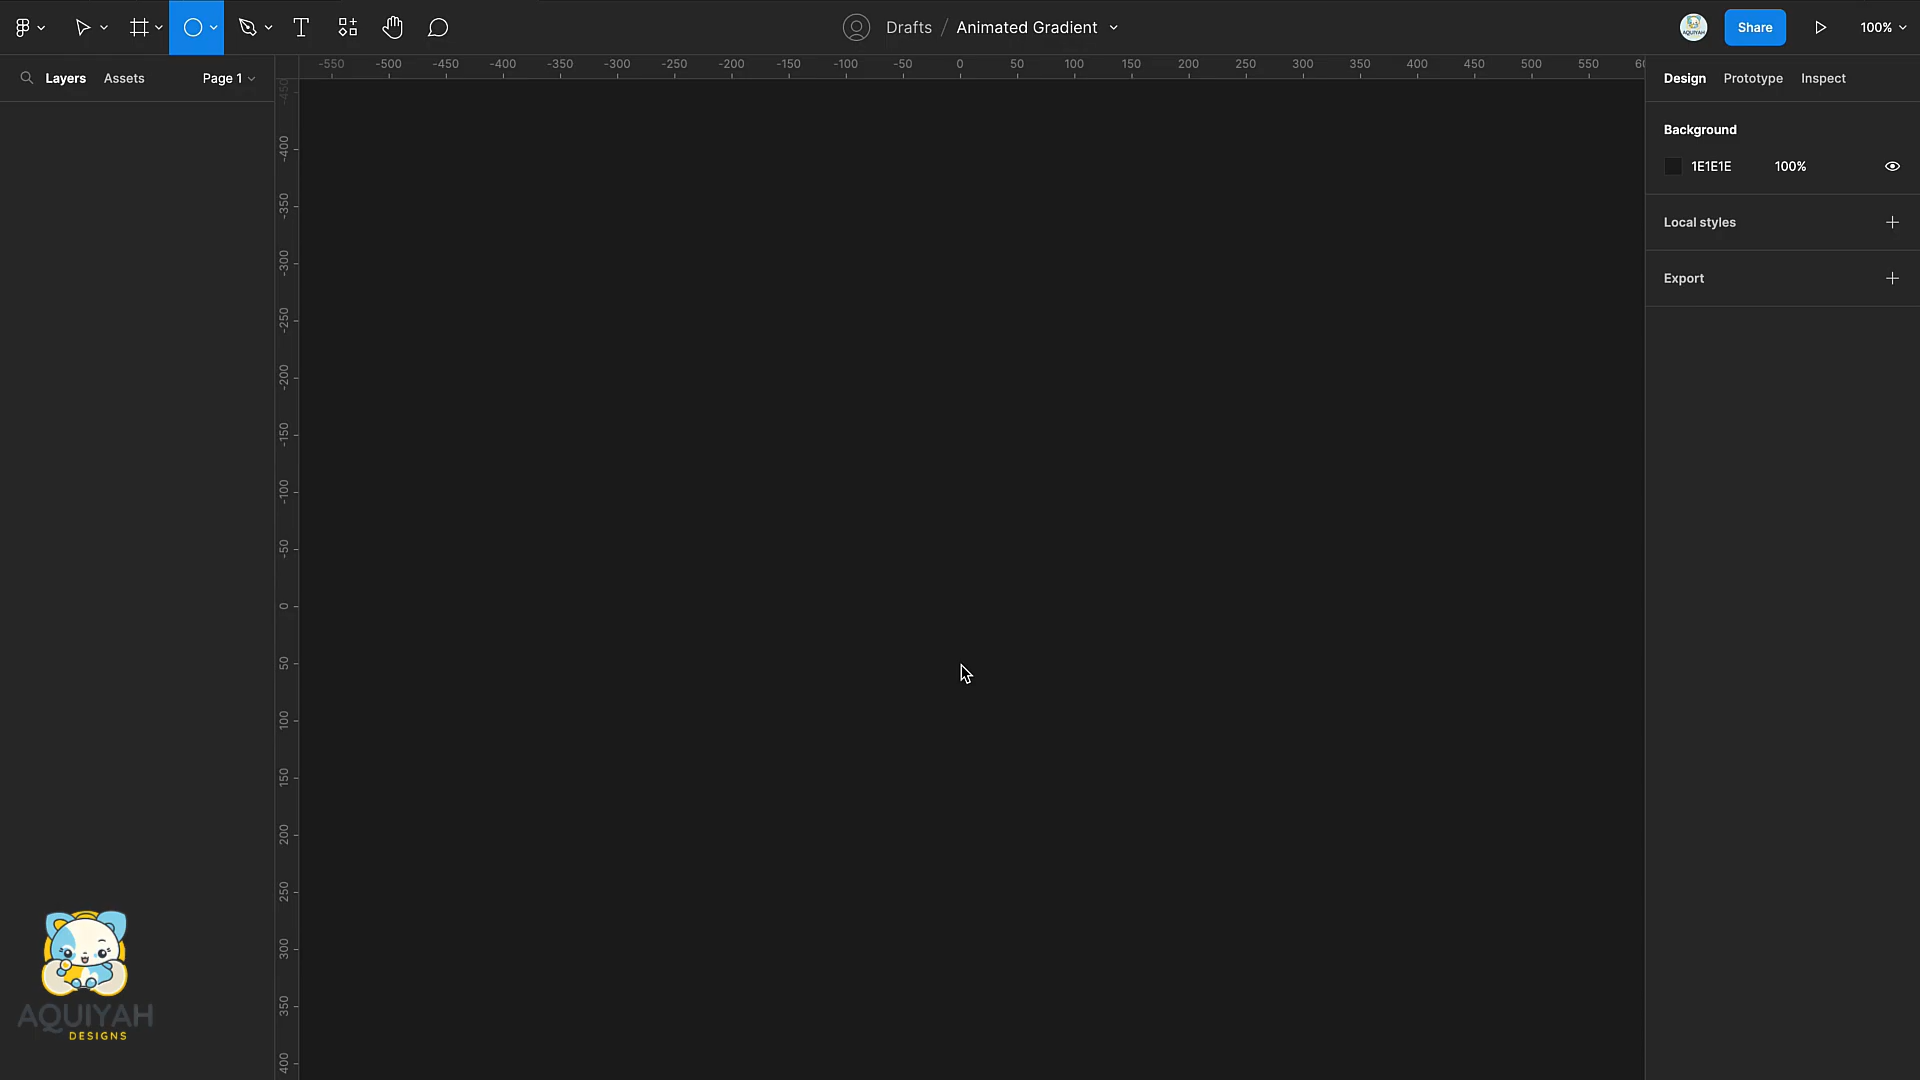 Drafts / Animated Gradient
Share
100%
Layers Assets Page 1
-550 -500 -450 -400 -350 -300 -250 -200 -150 -100 -50 0 50 100 150 200 250 300 350 400 450 500 550 60
Design Prototype Inspect
-450
-400
-350
-300
-250
-200
-150
-100
-50
0
50
100
150
200
250
300
350
400
Background
1E1E1E 100%
Local styles
Export
AQUIYAH
DESIGNS